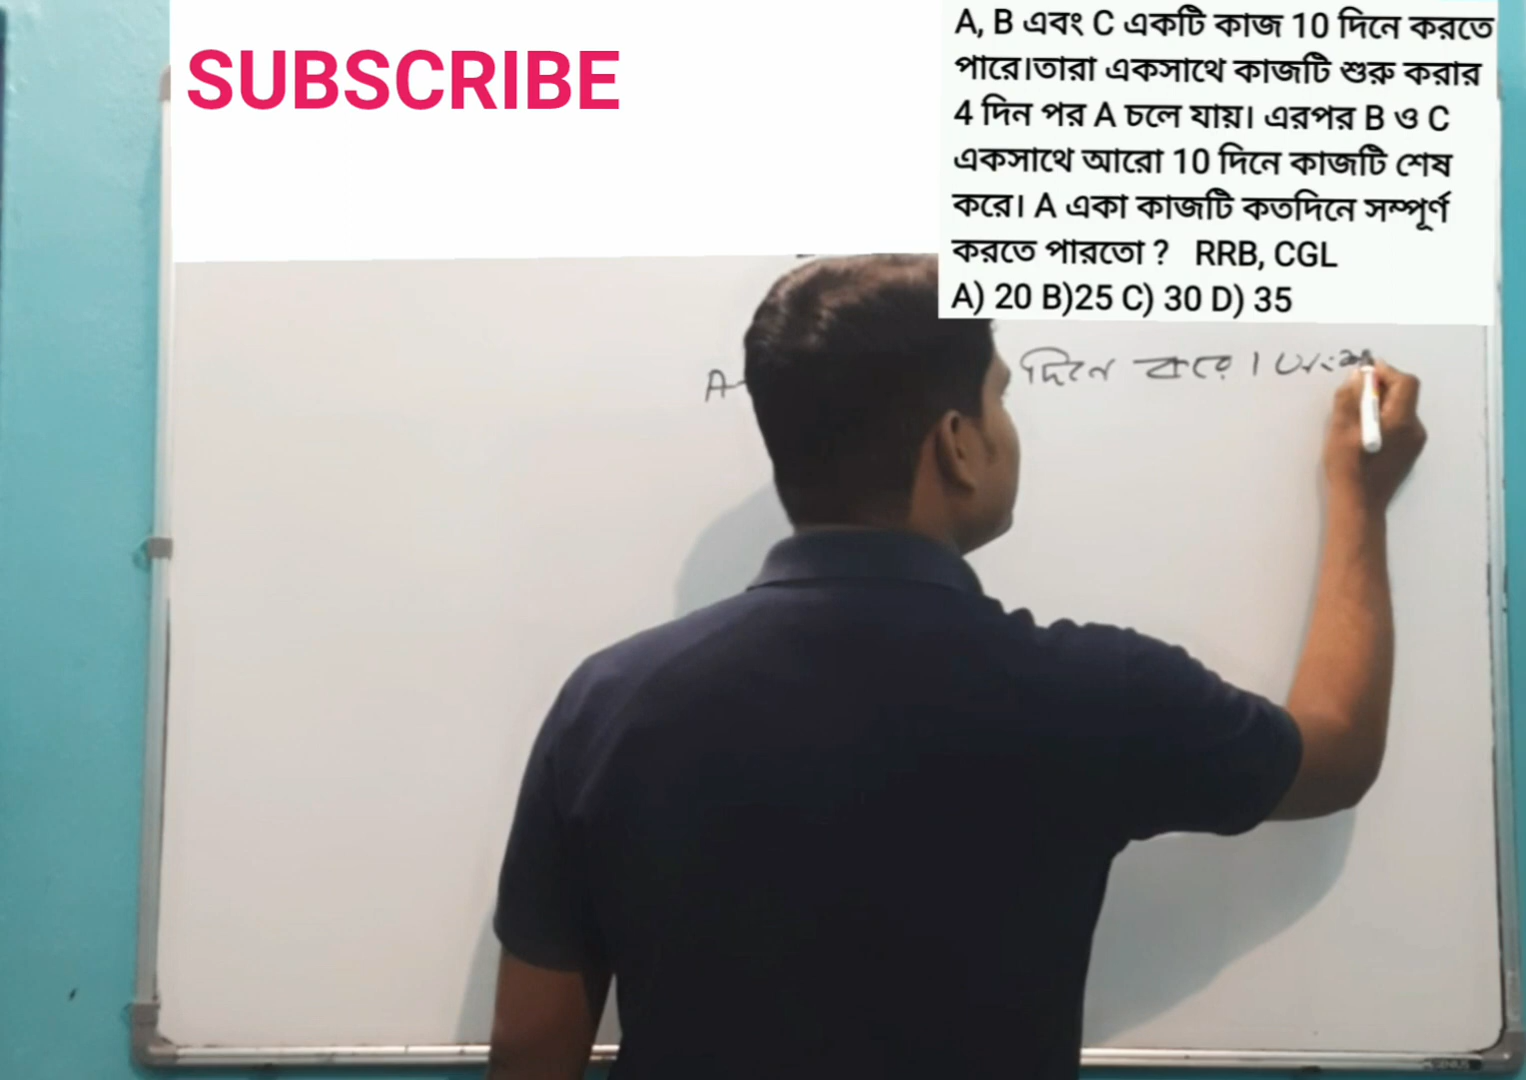 SUBSCRIBE
A, B এবং C একটি কাজ 10 দিনে করতে
পারে।তারা একসাথে কাজটি শুরু করার
4 দিন পর A চলে যায়। এরপর B ও C
একসাথে আরো 10 দিনে কাজটি শেষ
করে। A একা কাজটি কতদিনে সম্পূর্ণ
করতে পারতো ? RRB, CGL
A) 20 B)25 C) 30 D) 35
A দিনে করে।